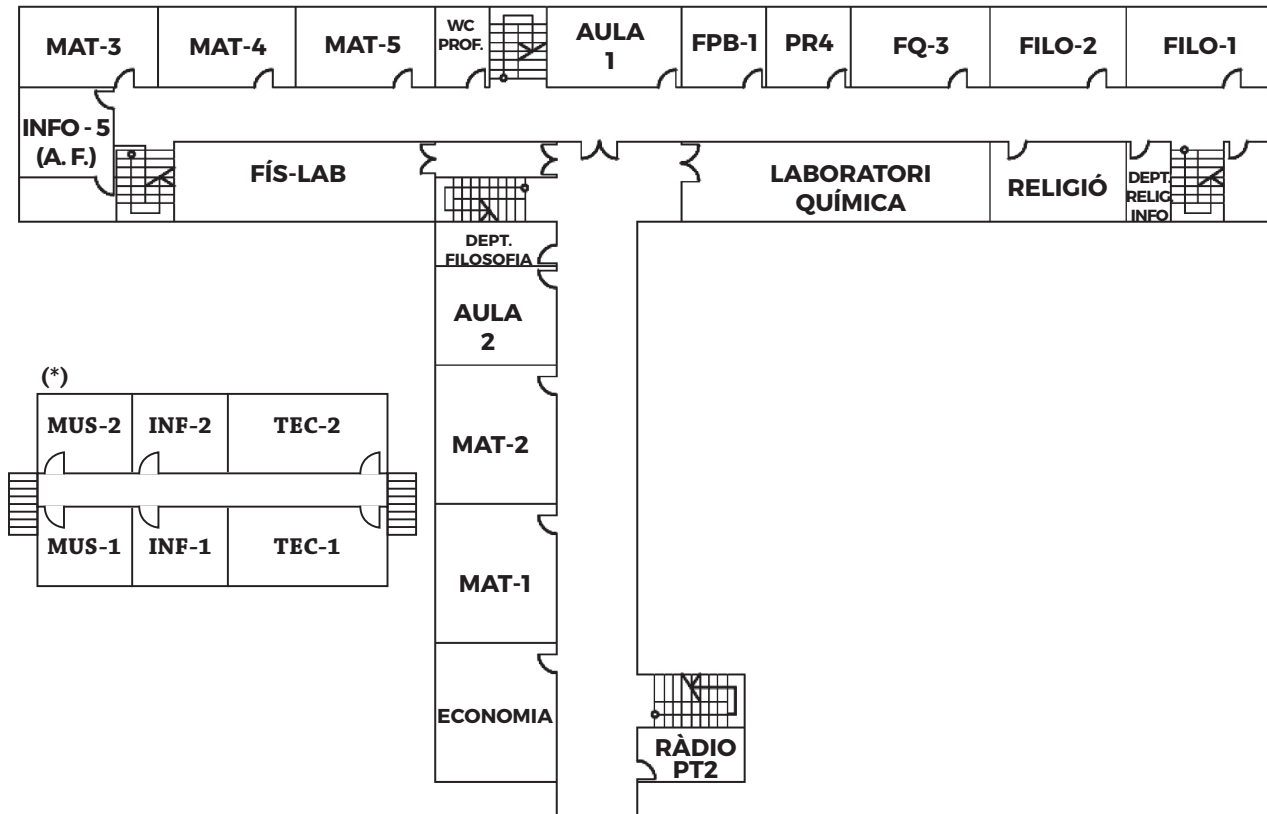 MAT-3
MAT-4
MAT-5
WC
PROF.
AULA
1
FPB-1
PR4
FQ-3
FILO-2
FILO-1
INFO - 5
(A. F.)
FÍS-LAB
LABORATORI
QUÍMICA
RELIGIÓ
DEPT.
RELIG.
INFO
DEPT.
FILOSOFIA
AULA
2
(*)
MUS-2
INF-2
TEC-2
MUS-1
INF-1
TEC-1
MAT-2
MAT-1
ECONOMIA
RÀDIO
PT2